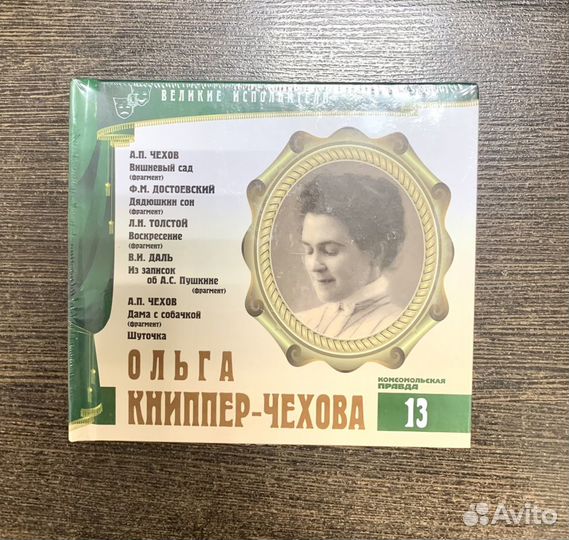 ВЕЛИКИЕ ИСПОЛНИТЕЛИ
А.П. ЧЕХОВ
Вишневый сад
(фрагмент)
Ф.М. ДОСТОЕВСКИЙ
Дядюшкин сон
(фрагмент)
Л.Н. ТОЛСТОЙ
Воскресение
(фрагмент)
В.И. ДАЛЬ
Из записок
об А.С. Пушкине
(фрагмент)
А.П. ЧЕХОВ
Дама с собачкой
(фрагмент)
Шуточка
ОЛЬГА
КНИППЕР-ЧЕХОВА
КОМСОМОЛЬСКАЯ
ПРАВДА
13
Avito